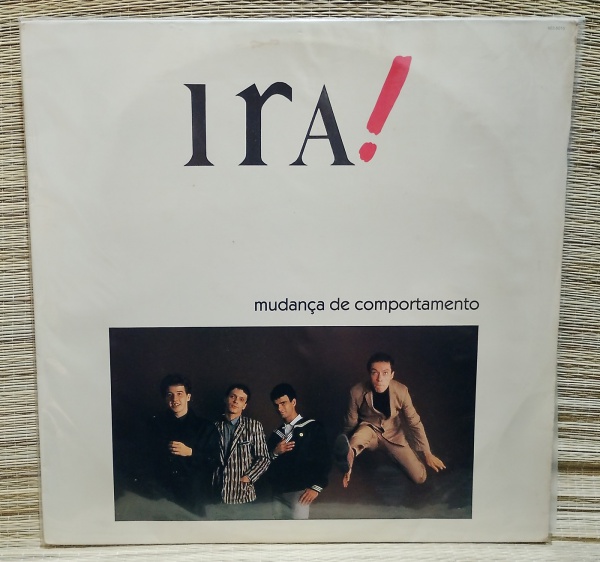 IrA!
mudança de comportamento